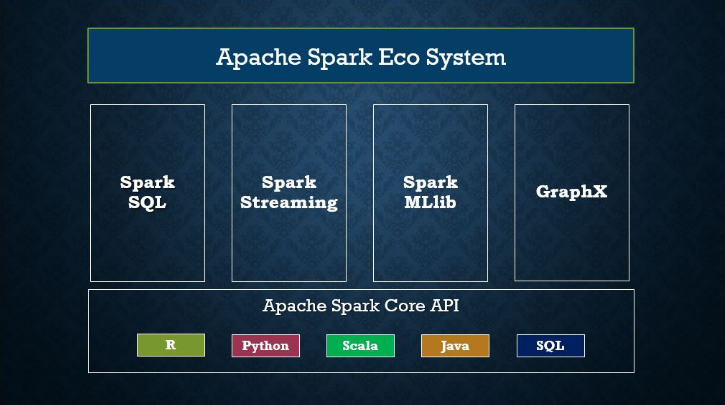 Apache Spark Eco System
Spark
SQL
Spark
Streaming
Spark
MLlib
GraphX
Apache Spark Core API
R
Python
Scala
Java
SQL